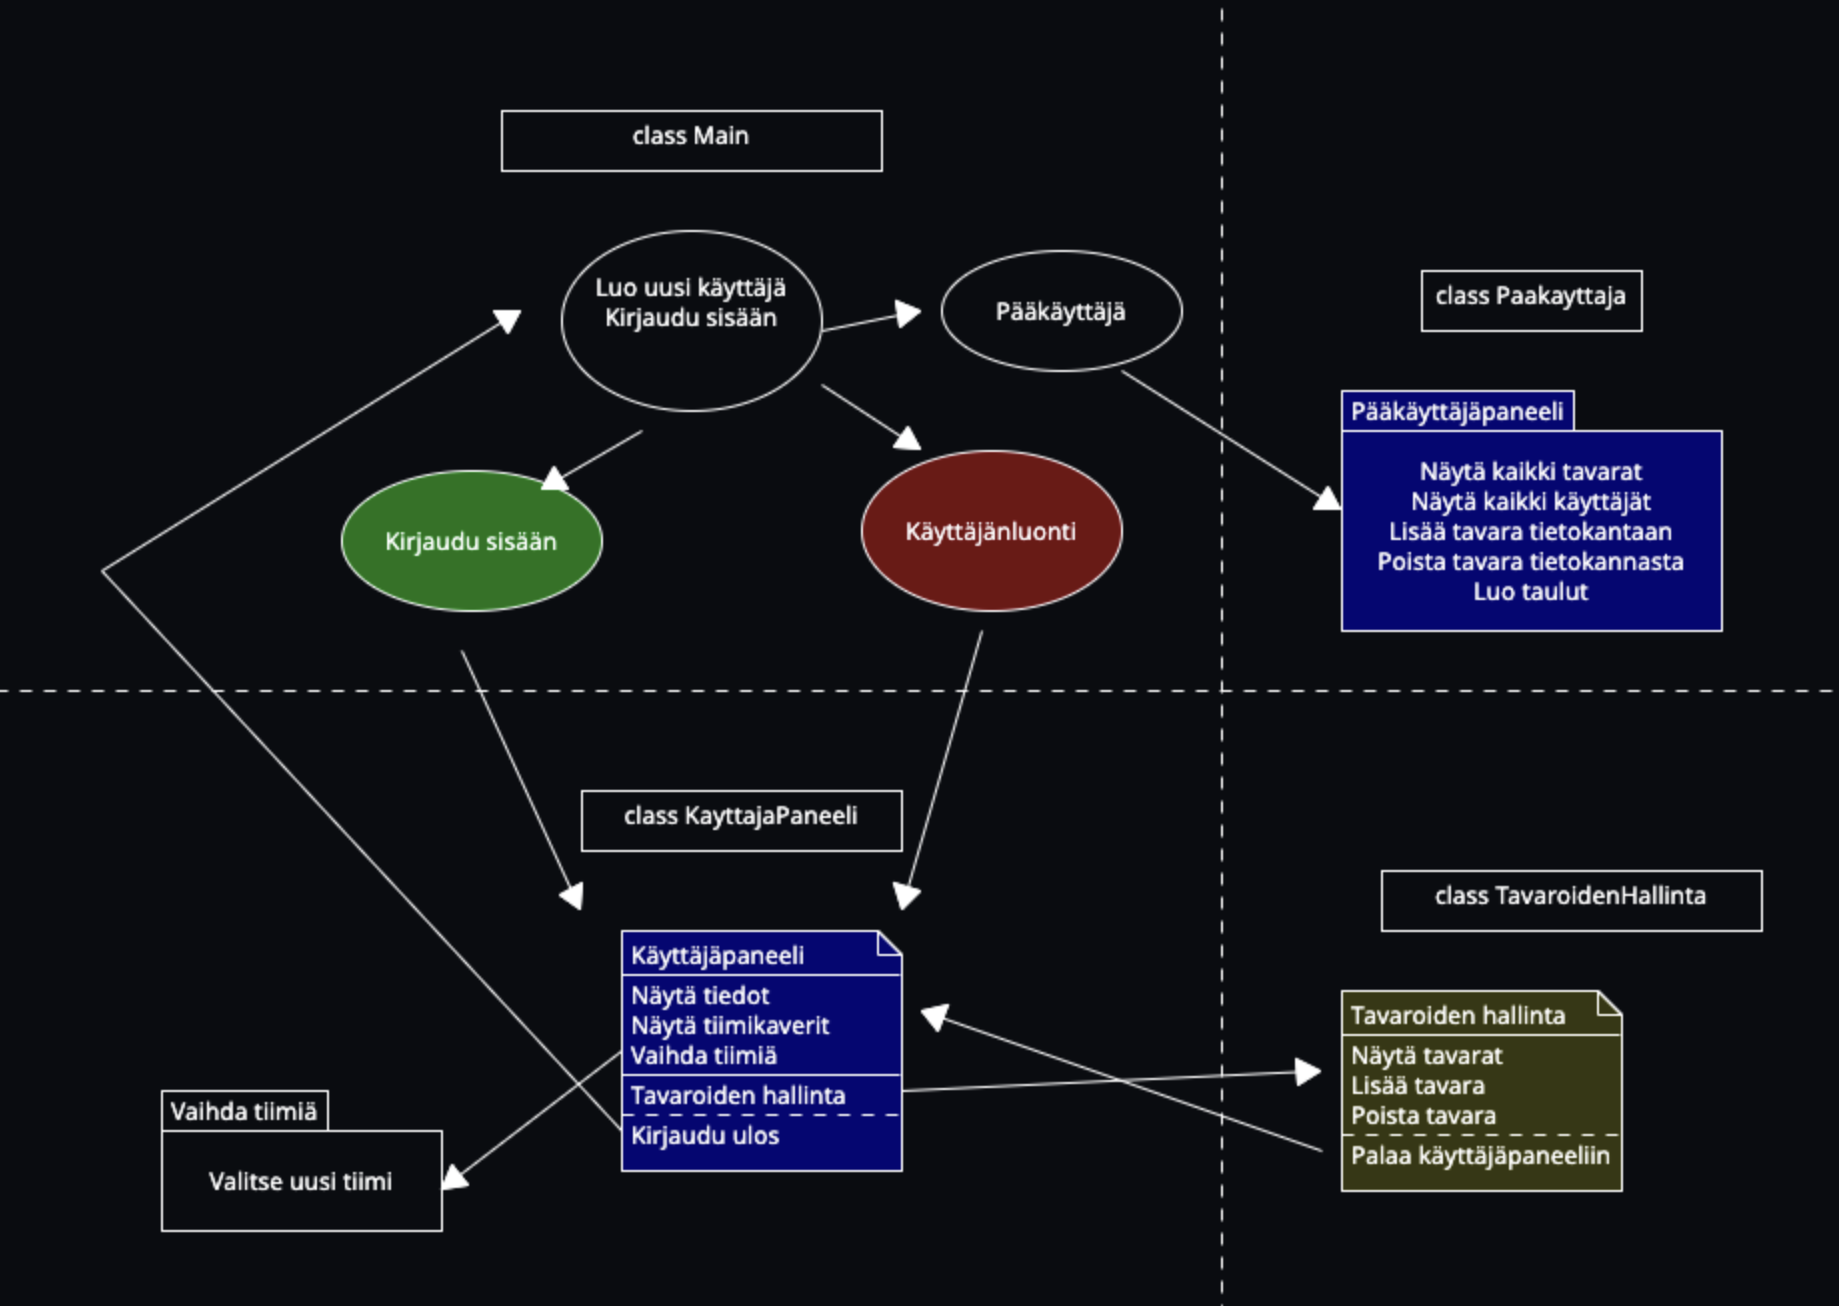 class Main
Luo uusi käyttäjä
Kirjaudu sisään
Pääkäyttäjä
Kirjaudu sisään
Käyttäjänluonti
class Paakayttaja
Pääkäyttäjäpaneeli
Näytä kaikki tavarat
Näytä kaikki käyttäjät
Lisää tavara tietokantaan
Poista tavara tietokannasta
Luo taulut
class KayttajaPaneeli
Käyttäjäpaneeli
Näytä tiedot
Näytä tiimikaverit
Vaihda tiimiä
Tavaroiden hallinta
Kirjaudu ulos
Vaihda tiimiä
Valitse uusi tiimi
class TavaroidenHallinta
Tavaroiden hallinta
Näytä tavarat
Lisää tavara
Poista tavara
Palaa käyttäjäpaneeliin